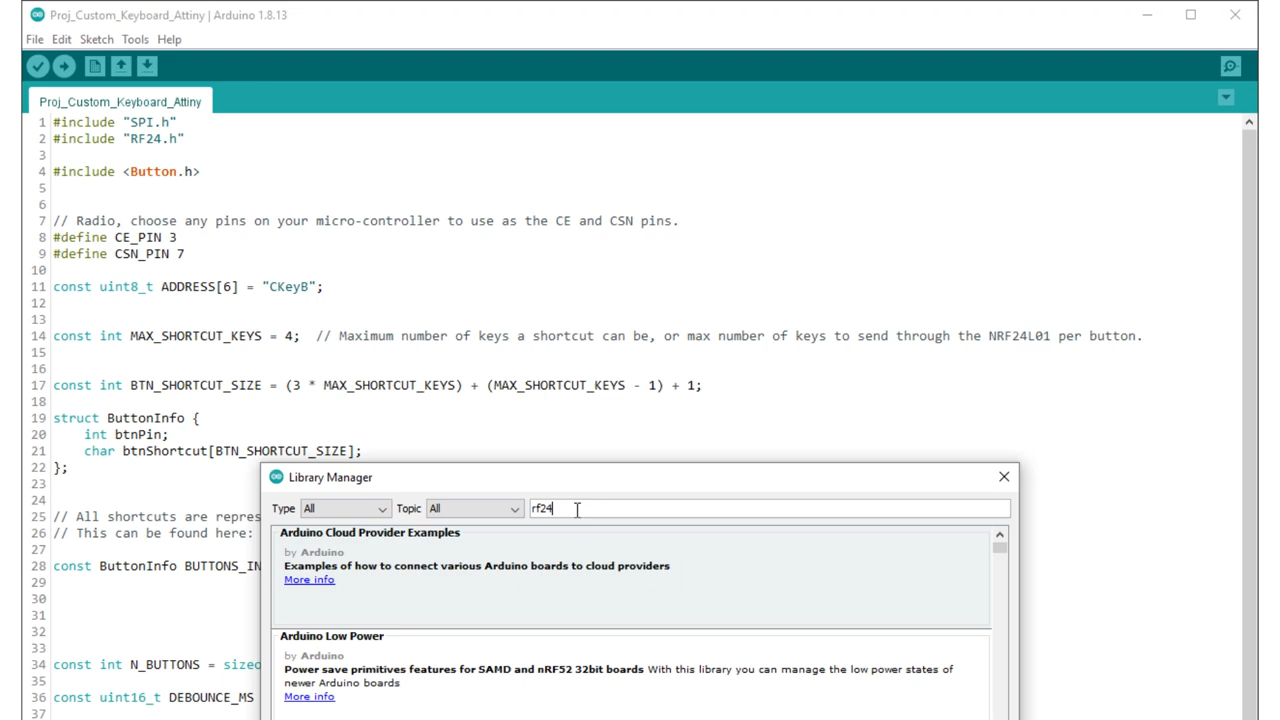 Proj_Custom_Keyboard_Attiny | Arduino 1.8.13
File Edit Sketch Tools Help
Proj_Custom_Keyboard_Attiny
1 #include "SPI.h"
2 #include "RF24.h"
3
4 #include <Button.h>
5
6
7 // Radio, choose any pins on your micro-controller to use as the CE and CSN pins.
8 #define CE_PIN 3
9 #define CSN_PIN 7
10
11 const uint8_t ADDRESS[6] = "CKeyB";
12
13
14 const int MAX_SHORTCUT_KEYS = 4;  // Maximum number of keys a shortcut can be, or max number of keys to send through the NRF24L01 per button.
15
16
17 const int BTN_SHORTCUT_SIZE = (3 * MAX_SHORTCUT_KEYS) + (MAX_SHORTCUT_KEYS - 1) + 1;
18
19 struct ButtonInfo {
20     int btnPin;
21     char btnShortcut[BTN_SHORTCUT_SIZE];
22 };
23
24
25 // All shortcuts are repres
26 // This can be found here:
27
28 const ButtonInfo BUTTONS_IN
29
30
31
32
33
34 const int N_BUTTONS = sizeo
35
36 const uint16_t DEBOUNCE_MS
37
Library Manager
Type All Topic All rf24
Arduino Cloud Provider Examples
by Arduino
Examples of how to connect various Arduino boards to cloud providers
More info
Arduino Low Power
by Arduino
Power save primitives features for SAMD and nRF52 32bit boards With this library you can manage the low power states of
newer Arduino boards
More info